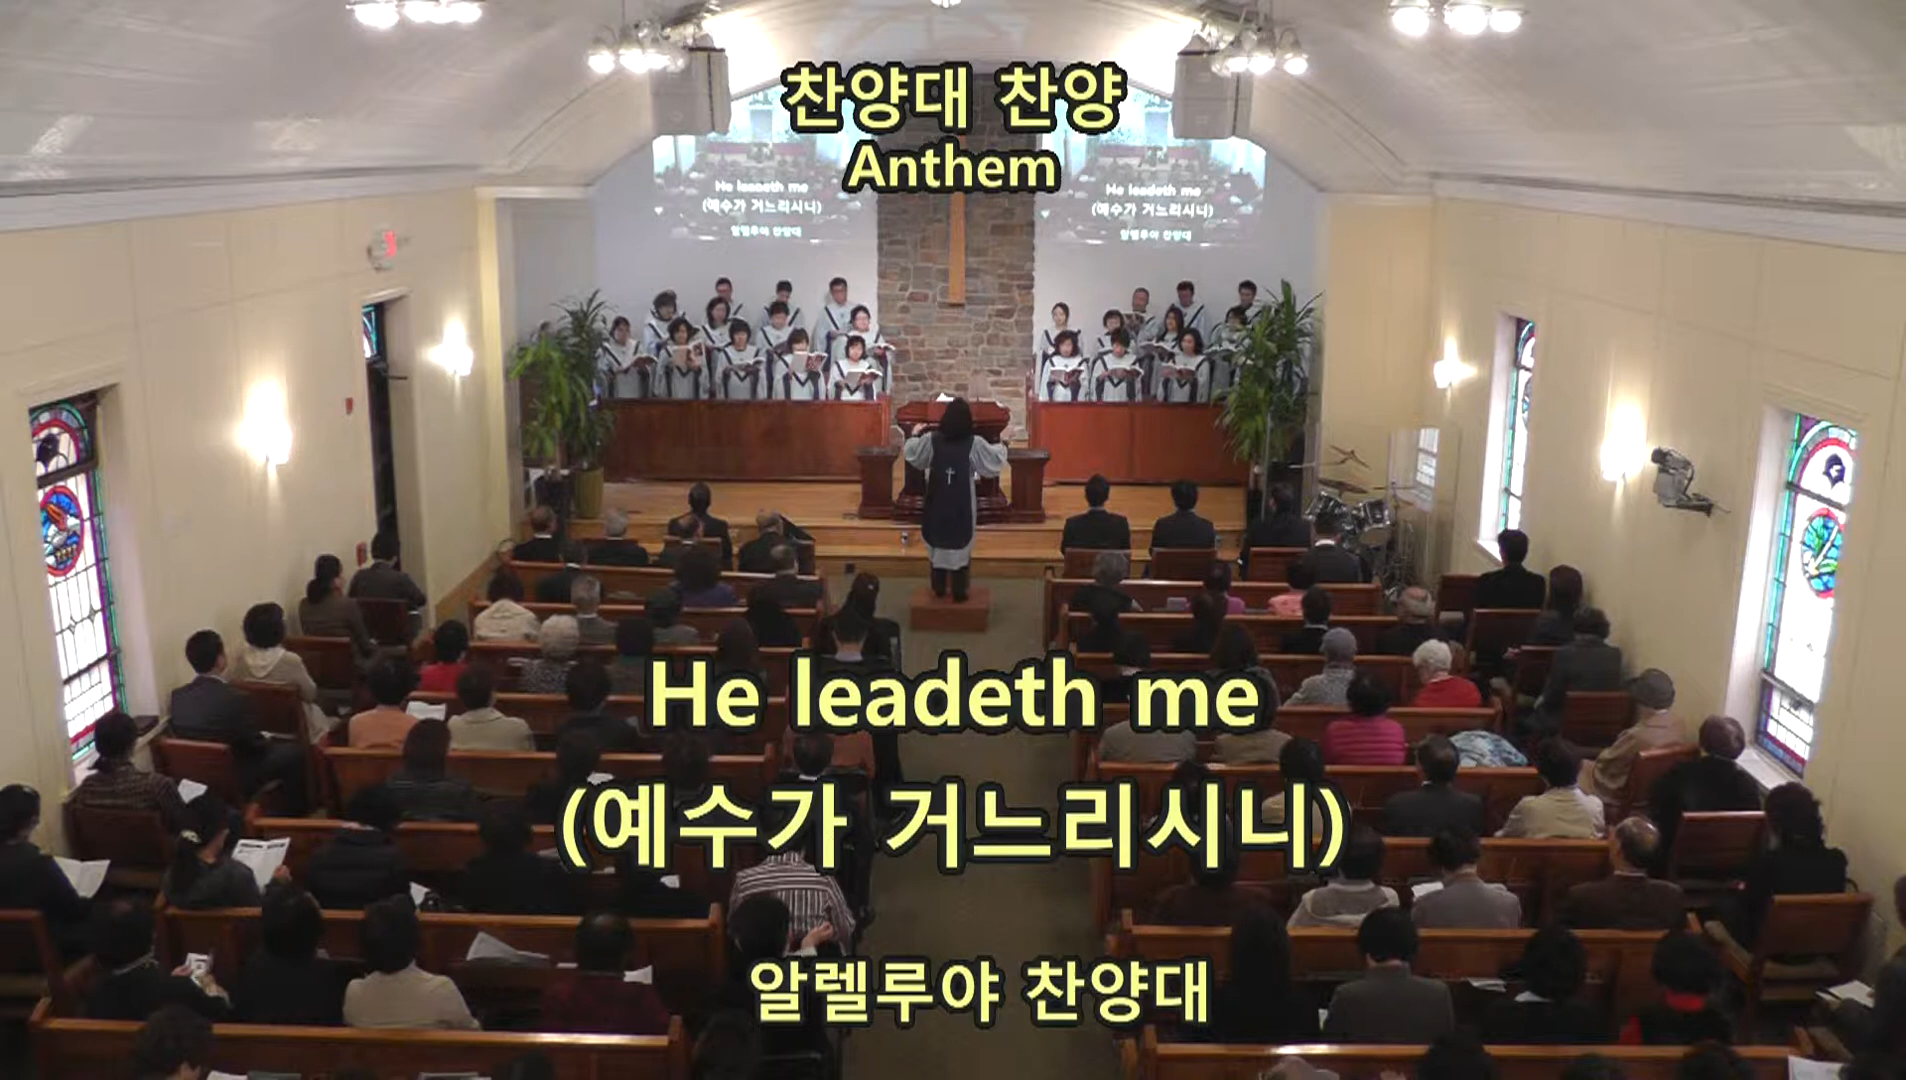 찬양대 찬양
Anthem
He leadeth me
(예수가 거느리시니)
알렐루야 찬양대
He leadeth me
(예수가 거느리시니)
알렐루야 찬양대
He leadeth me
(예수가 거느리시니)
알렐루야 찬양대